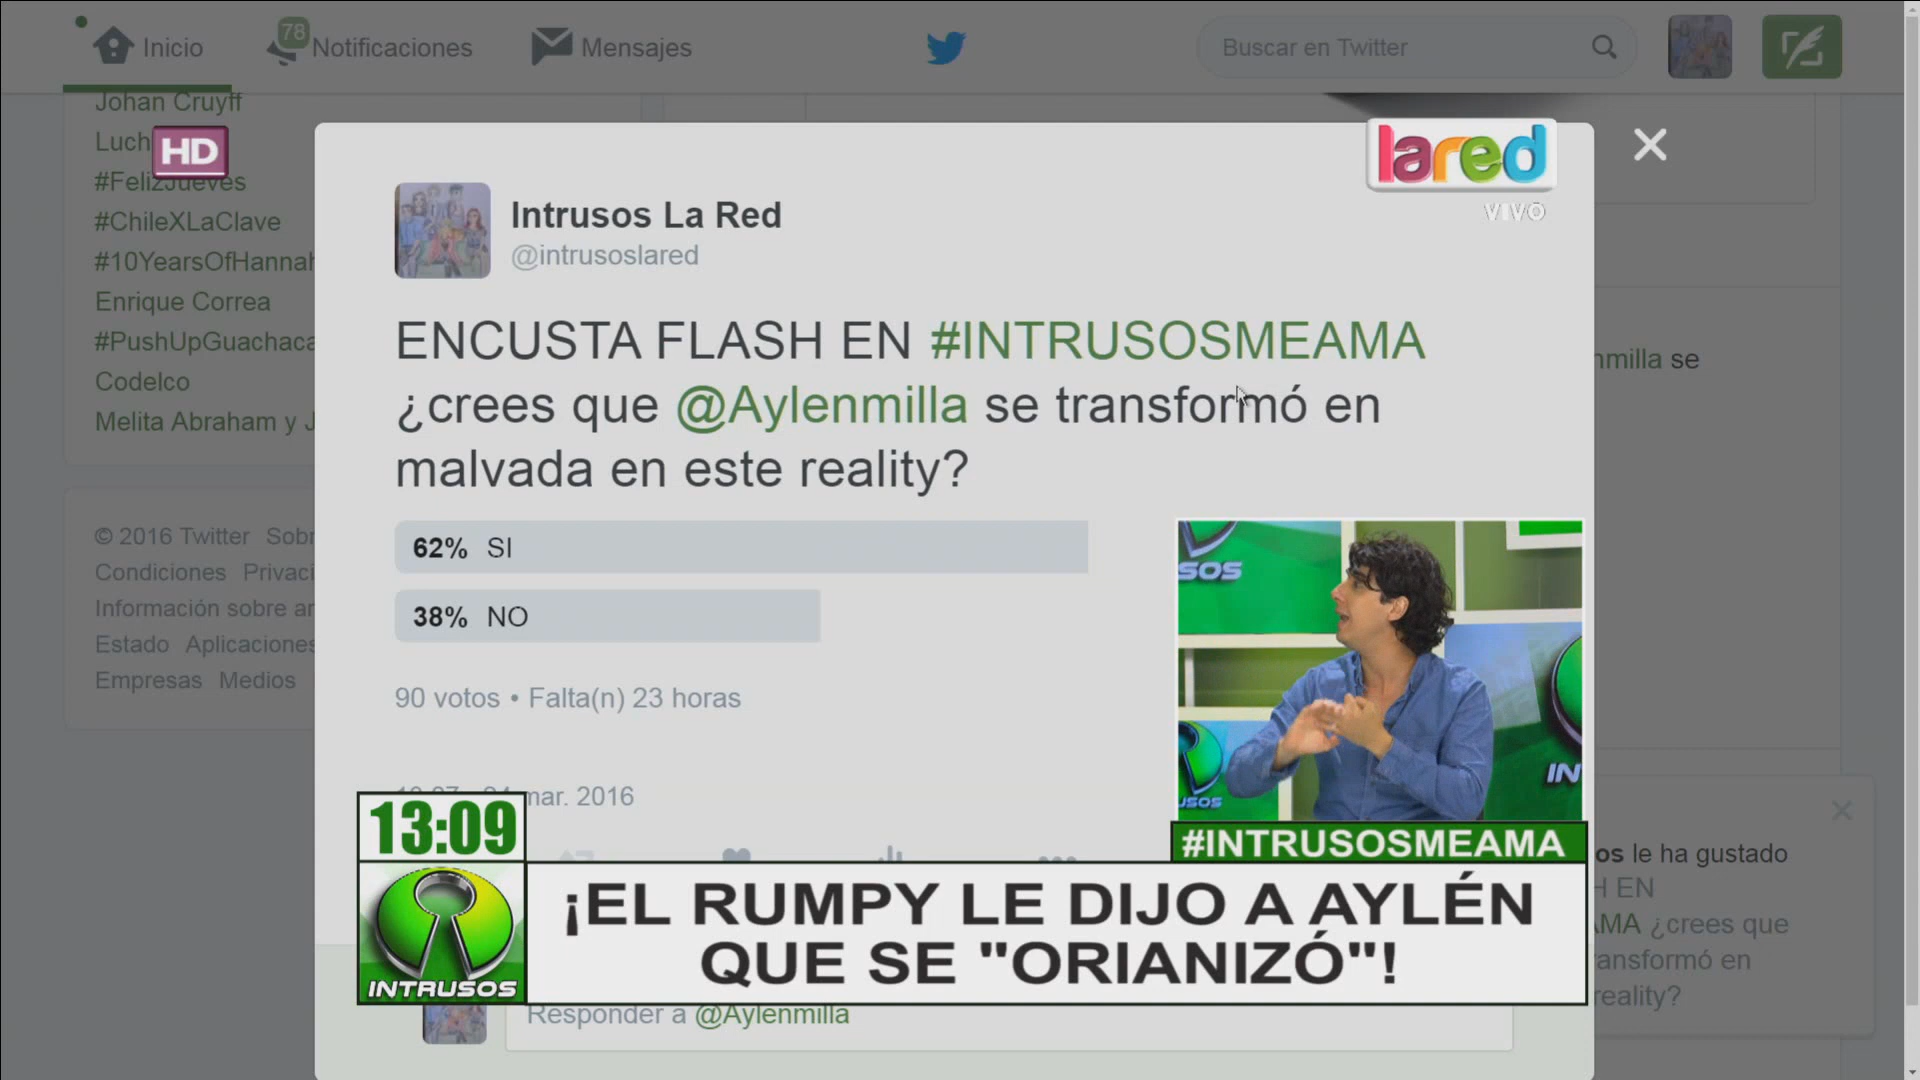 Inicio
78
Notificaciones
Mensajes
Buscar en Twitter
Johan Cruyff
Luch
HD
#FelizJueves
#ChileXLaClave
#10YearsOfHannah
Enrique Correa
#PushUpGuachaca
Codelco
Melita Abraham y J
© 2016 Twitter Sobr
Condiciones Privaci
Información sobre an
Estado Aplicaciones
Empresas Medios
lared
VIVO
Intrusos La Red
@intrusoslared
ENCUSTA FLASH EN #INTRUSOSMEAMA
¿crees que @Aylenmilla se transformó en
malvada en este reality?
62% SI
38% NO
90 votos • Falta(n) 23 horas
mar. 2016
nmilla se
SOS
IN
USOS
#INTRUSOSMEAMA
13:09
INTRUSOS
¡EL RUMPY LE DIJO A AYLÉN
QUE SE "ORIANIZÓ"!
Responder a @Aylenmilla
os le ha gustado
H EN
AMA ¿crees que
ansformó en
reality?